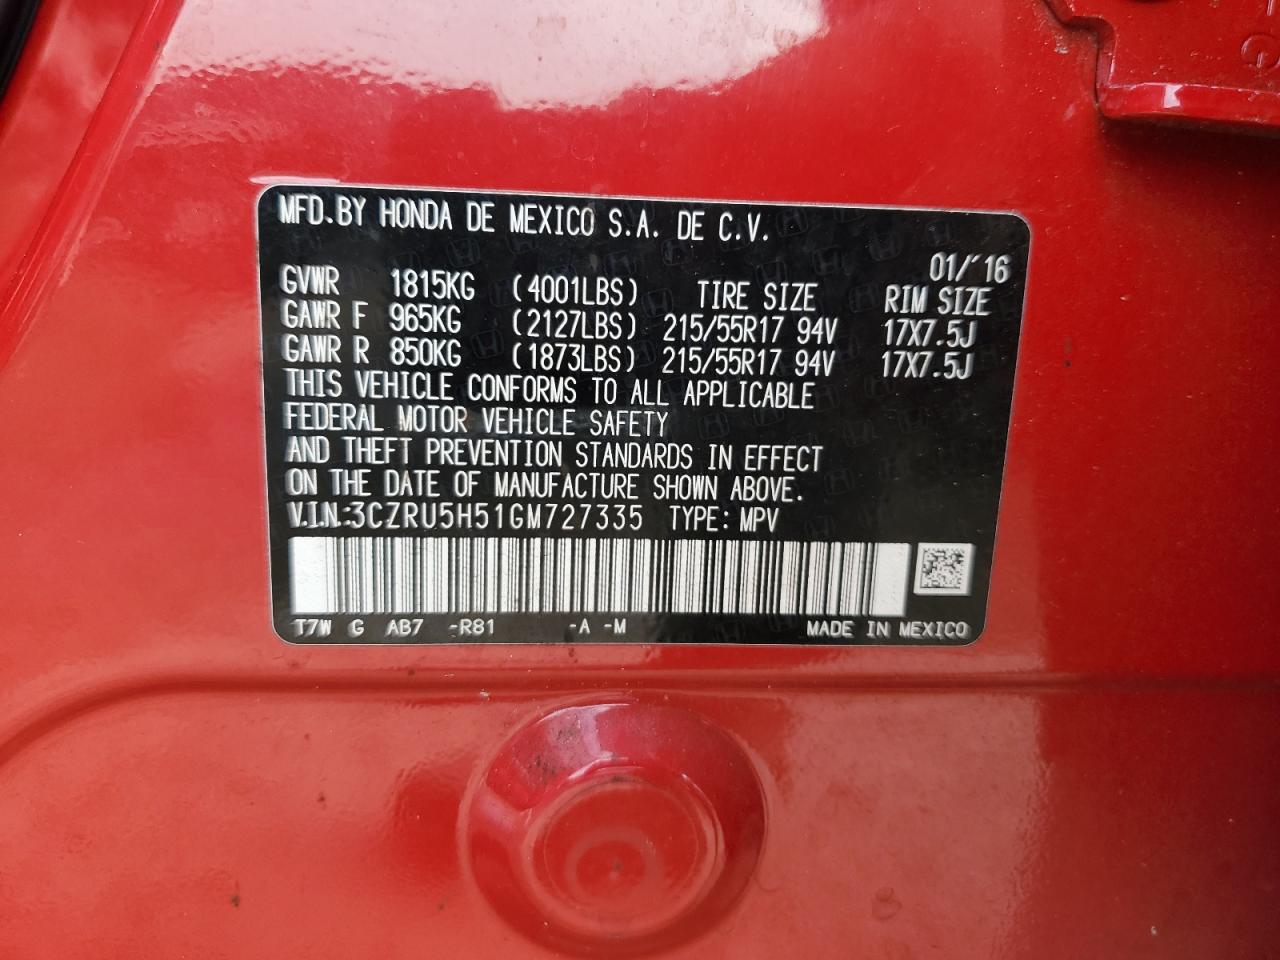 MFD.BY HONDA DE MEXICO S.A. DE C.V.
01/'16
GVWR 1815KG (4001LBS) TIRE SIZE RIM SIZE
GAWR F 965KG (2127LBS) 215/55R17 94V 17X7.5J
GAWR R 850KG (1873LBS) 215/55R17 94V 17X7.5J
THIS VEHICLE CONFORMS TO ALL APPLICABLE
FEDERAL MOTOR VEHICLE SAFETY
AND THEFT PREVENTION STANDARDS IN EFFECT
ON THE DATE OF MANUFACTURE SHOWN ABOVE.
V.I.N:3CZRU5H51GM727335 TYPE: MPV
T7W G AB7 -R81 -A -M MADE IN MEXICO